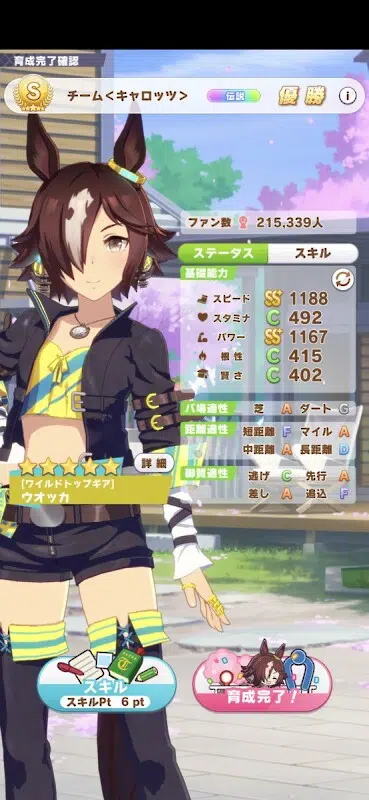 育成完了確認
S
チーム<キャロッツ>
伝説
優勝
i
ファン数 215,339人
ステータス
スキル
基礎能力
スピード SS 1188
スタミナ C 492
パワー SS+ 1167
根性 C 415
賢さ C 402
バ場適性 芝 A ダート G
距離適性 短距離 F マイル A
中距離 A 長距離 D
脚質適性 逃げ C 先行 A
差し A 追込 F
詳細
[ワイルドトップギア]
ウオッカ
スキル
スキルPt 6 pt
育成完了！